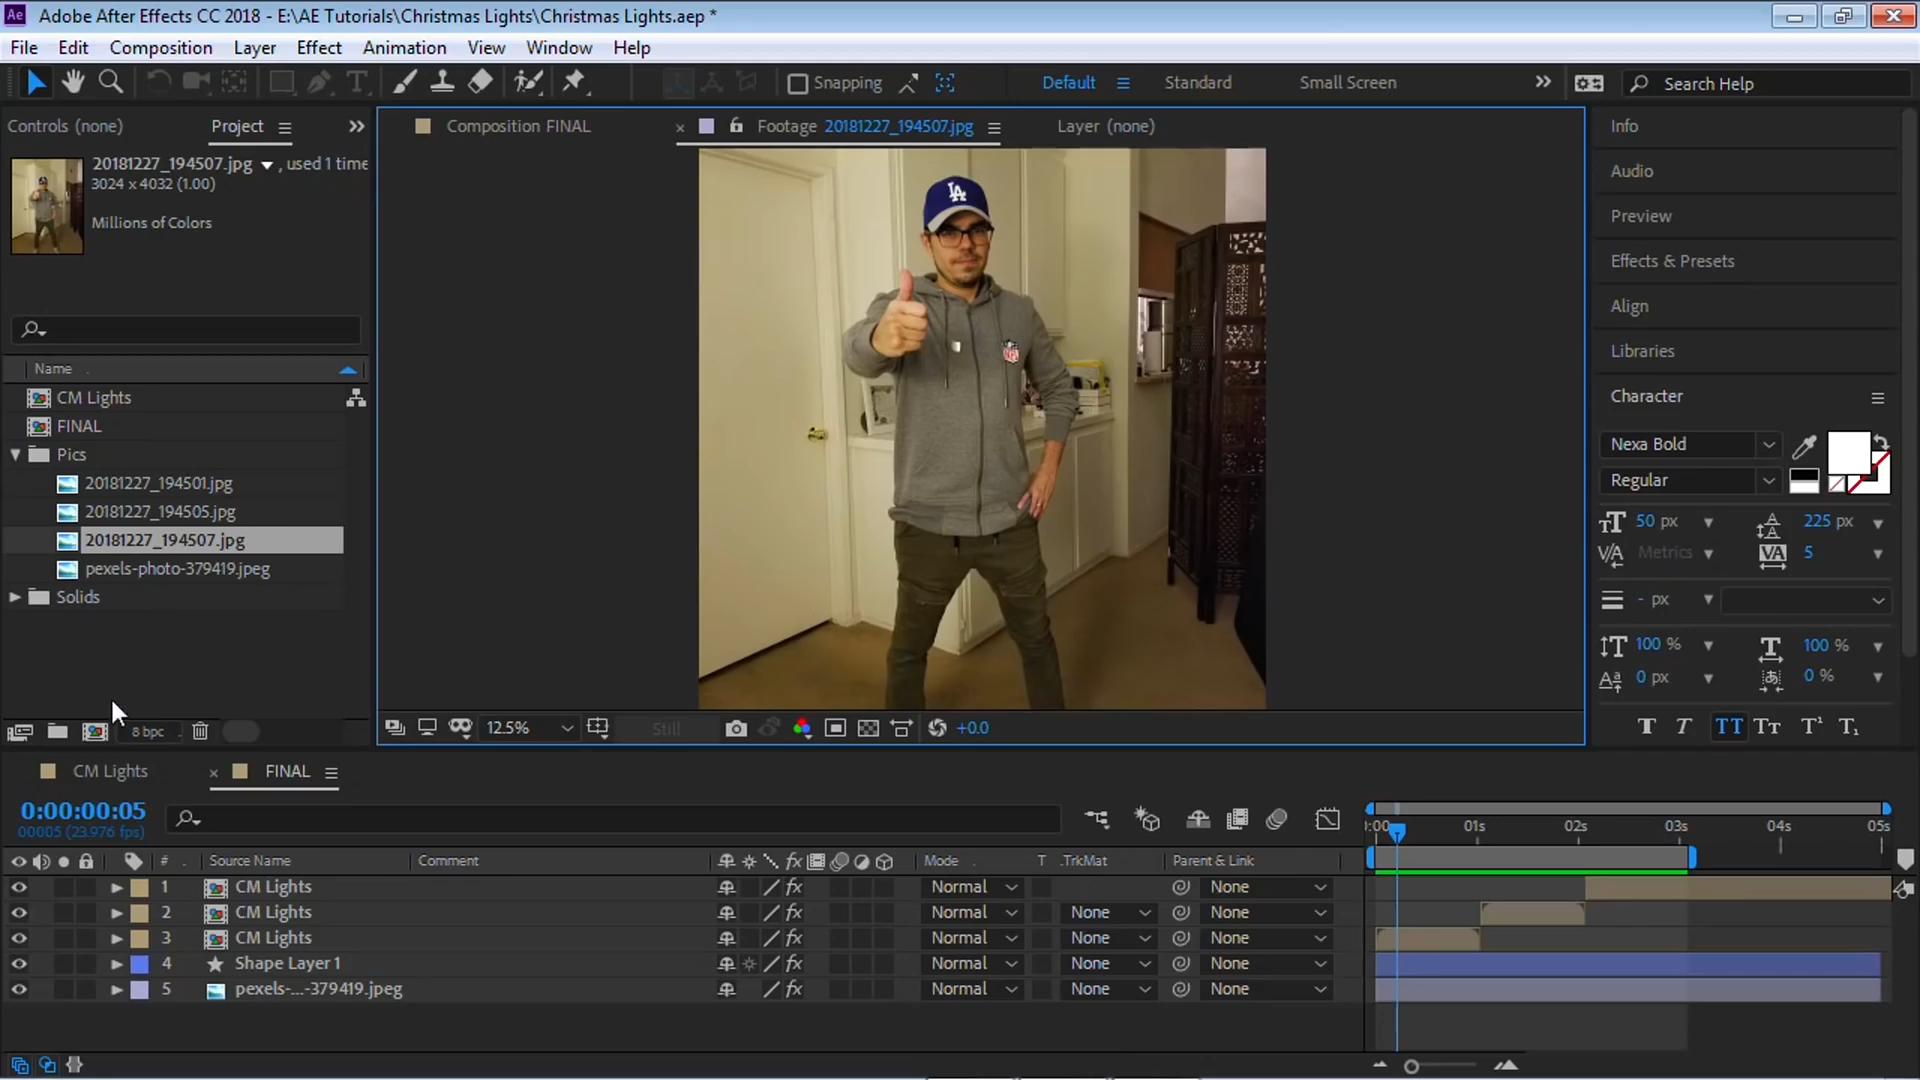 Adobe After Effects CC 2018 - E:\AE Tutorials\Christmas Lights\Christmas Lights.aep *
File Edit Composition Layer Effect Animation View Window Help
Snapping Default Standard Small Screen Search Help
Controls (none) Project
Composition FINAL
Footage 20181227_194507.jpg
Layer (none)
20181227_194507.jpg , used 1 time
3024 x 4032 (1.00)
Millions of Colors
Name
CM Lights
FINAL
Pics
20181227_194501.jpg
20181227_194505.jpg
20181227_194507.jpg
pexels-photo-379419.jpeg
Solids
8 bpc
LA
NFL
12.5% Still +0.0
Info
Audio
Preview
Effects & Presets
Align
Libraries
Character
Nexa Bold
Regular
50 px 225 px
Metrics 5
- px
100 % 100 %
0 px 0 %
CM Lights FINAL
0:00:00:05
00005 (23.976 fps)
:00 01s 02s 03s 04s 05s
# Source Name Comment Mode T .TrkMat Parent & Link
1 CM Lights Normal None
2 CM Lights Normal None None
3 CM Lights Normal None None
4 Shape Layer 1 Normal None None
5 pexels-...-379419.jpeg Normal None None